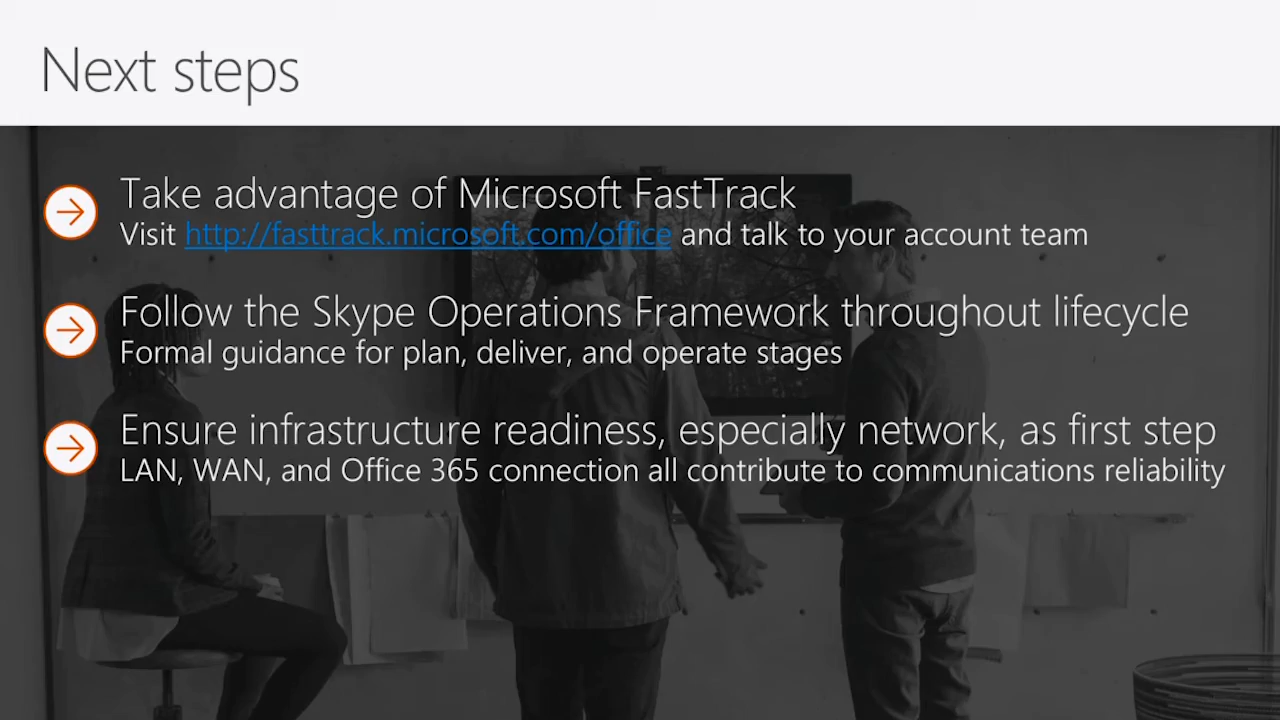 Next steps
Take advantage of Microsoft FastTrack
Visit http://fasttrack.microsoft.com/office and talk to your account team
Follow the Skype Operations Framework throughout lifecycle
Formal guidance for plan, deliver, and operate stages
Ensure infrastructure readiness, especially network, as first step
LAN, WAN, and Office 365 connection all contribute to communications reliability